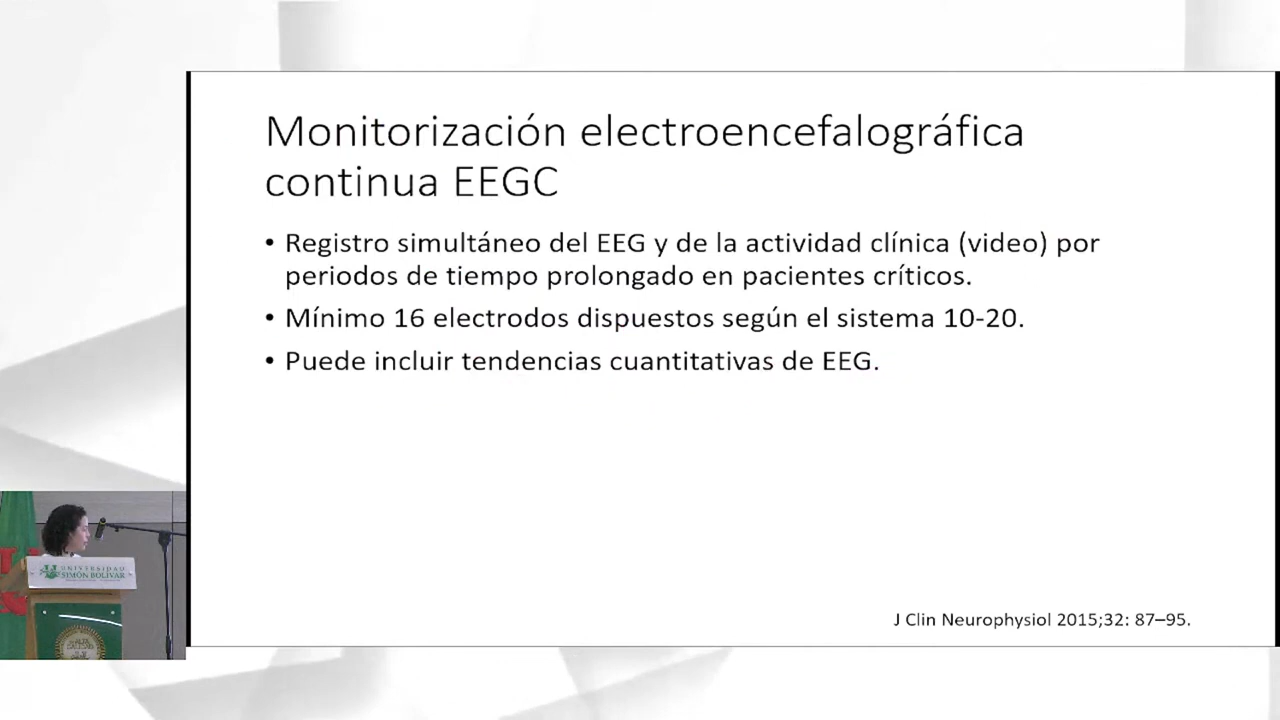 Monitorización electroencefalográfica
continua EEGC
• Registro simultáneo del EEG y de la actividad clínica (video) por
periodos de tiempo prolongado en pacientes críticos.
• Mínimo 16 electrodos dispuestos según el sistema 10-20.
• Puede incluir tendencias cuantitativas de EEG.
J Clin Neurophysiol 2015;32: 87–95.
UNIVERSIDAD
SIMÓN BOLÍVAR